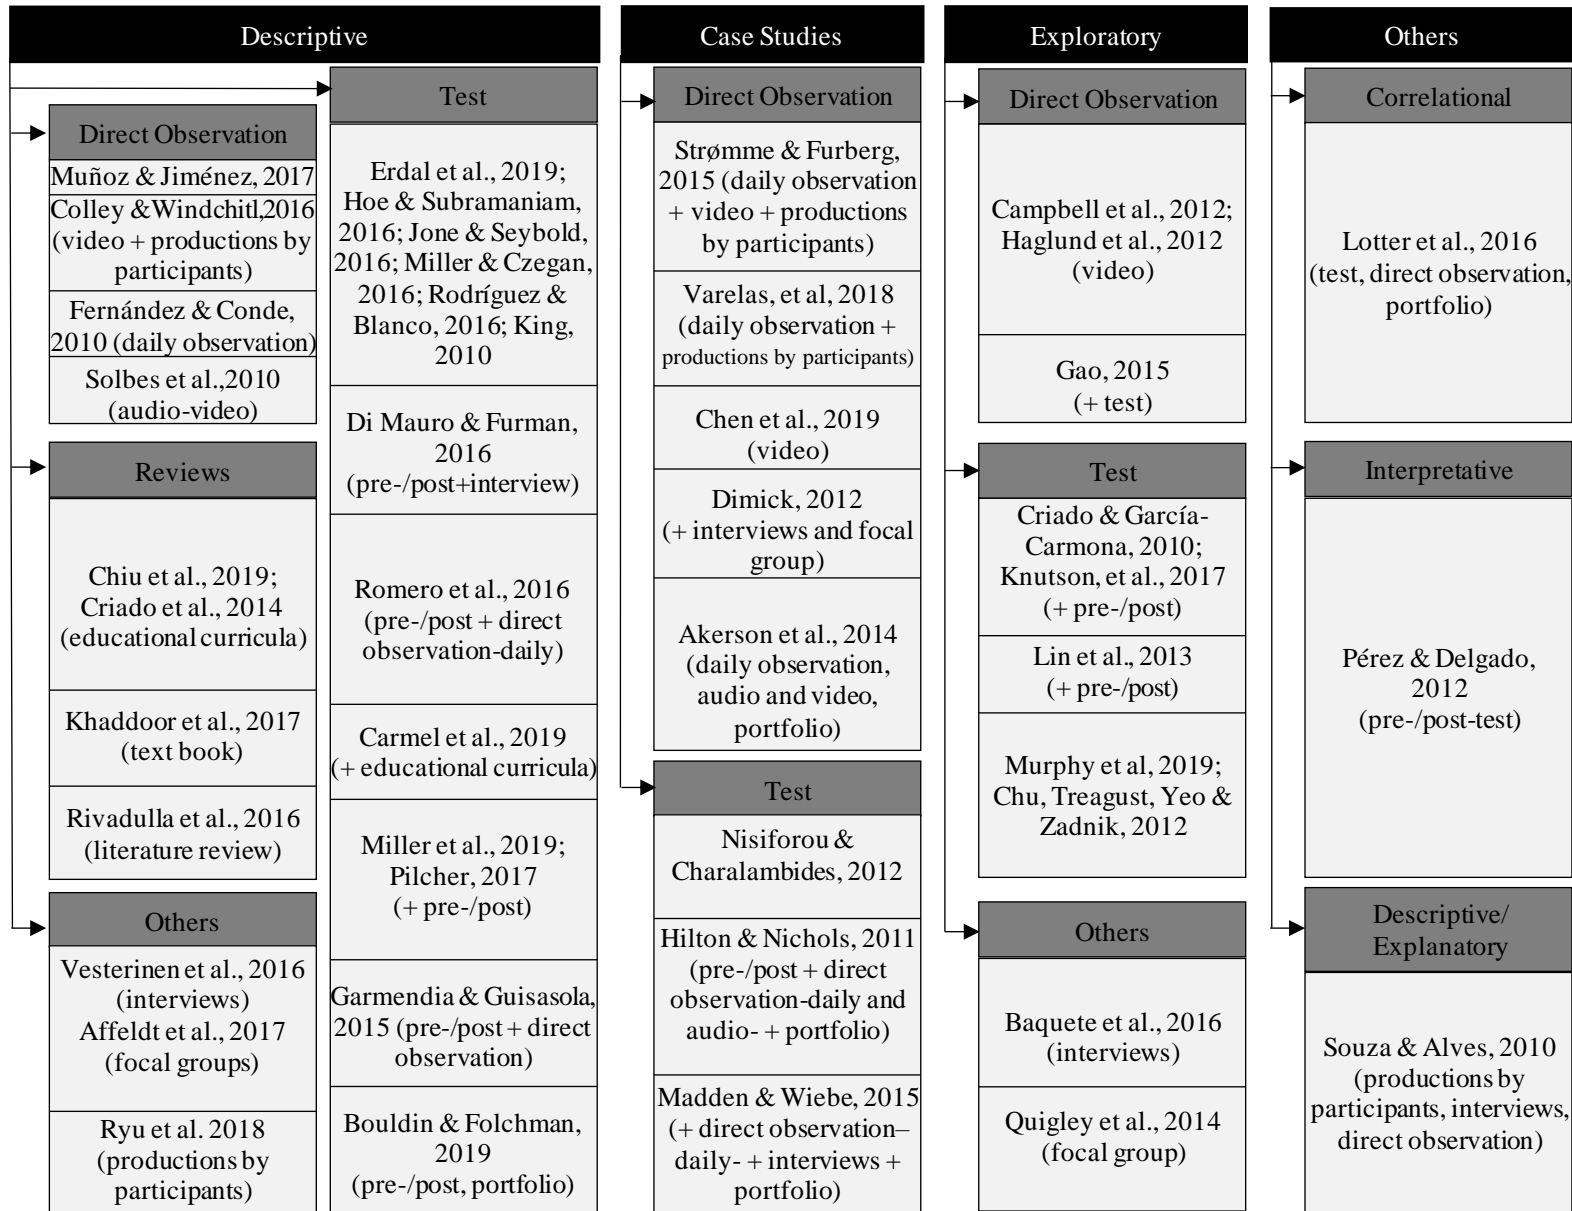 Descriptive
Direct Observation
Muñoz & Jiménez, 2017
Colley &Windchitl,2016
(video + productions by
participants)
Fernández & Conde,
2010 (daily observation)
Solbes et al.,2010
(audio-video)
Reviews
Chiu et al., 2019;
Criado et al., 2014
(educational curricula)
Khaddoor et al., 2017
(text book)
Rivadulla et al., 2016
(literature review)
Others
Vesterinen et al., 2016
(interviews)
Affeldt et al., 2017
(focal groups)
Ryu et al. 2018
(productions by
participants)
Test
Erdal et al., 2019;
Hoe & Subramaniam,
2016; Jone & Seybold,
2016; Miller & Czegan,
2016; Rodríguez &
Blanco, 2016; King,
2010
Di Mauro & Furman,
2016
(pre-/post+interview)
Romero et al., 2016
(pre-/post + direct
observation-daily)
Carmel et al., 2019
(+ educational curricula)
Miller et al., 2019;
Pilcher, 2017
(+ pre-/post)
Garmendia & Guisasola,
2015 (pre-/post + direct
observation)
Bouldin & Folchman,
2019
(pre-/post, portfolio)
Case Studies
Direct Observation
Strømme & Furberg,
2015 (daily observation
+ video + productions
by participants)
Varelas, et al, 2018
(daily observation +
productions by participants)
Chen et al., 2019
(video)
Dimick, 2012
(+ interviews and focal
group)
Akerson et al., 2014
(daily observation,
audio and video,
portfolio)
Test
Nisiforou &
Charalambides, 2012
Hilton & Nichols, 2011
(pre-/post + direct
observation-daily and
audio- + portfolio)
Madden & Wiebe, 2015
(+ direct observation–
daily- + interviews +
portfolio)
Exploratory
Direct Observation
Campbell et al., 2012;
Haglund et al., 2012
(video)
Gao, 2015
(+ test)
Test
Criado & García-
Carmona, 2010;
Knutson, et al., 2017
(+ pre-/post)
Lin et al., 2013
(+ pre-/post)
Murphy et al, 2019;
Chu, Treagust, Yeo &
Zadnik, 2012
Others
Baquete et al., 2016
(interviews)
Quigley et al., 2014
(focal group)
Others
Correlational
Lotter et al., 2016
(test, direct observation,
portfolio)
Interpretative
Pérez & Delgado,
2012
(pre-/post-test)
Descriptive/
Explanatory
Souza & Alves, 2010
(productions by
participants, interviews,
direct observation)